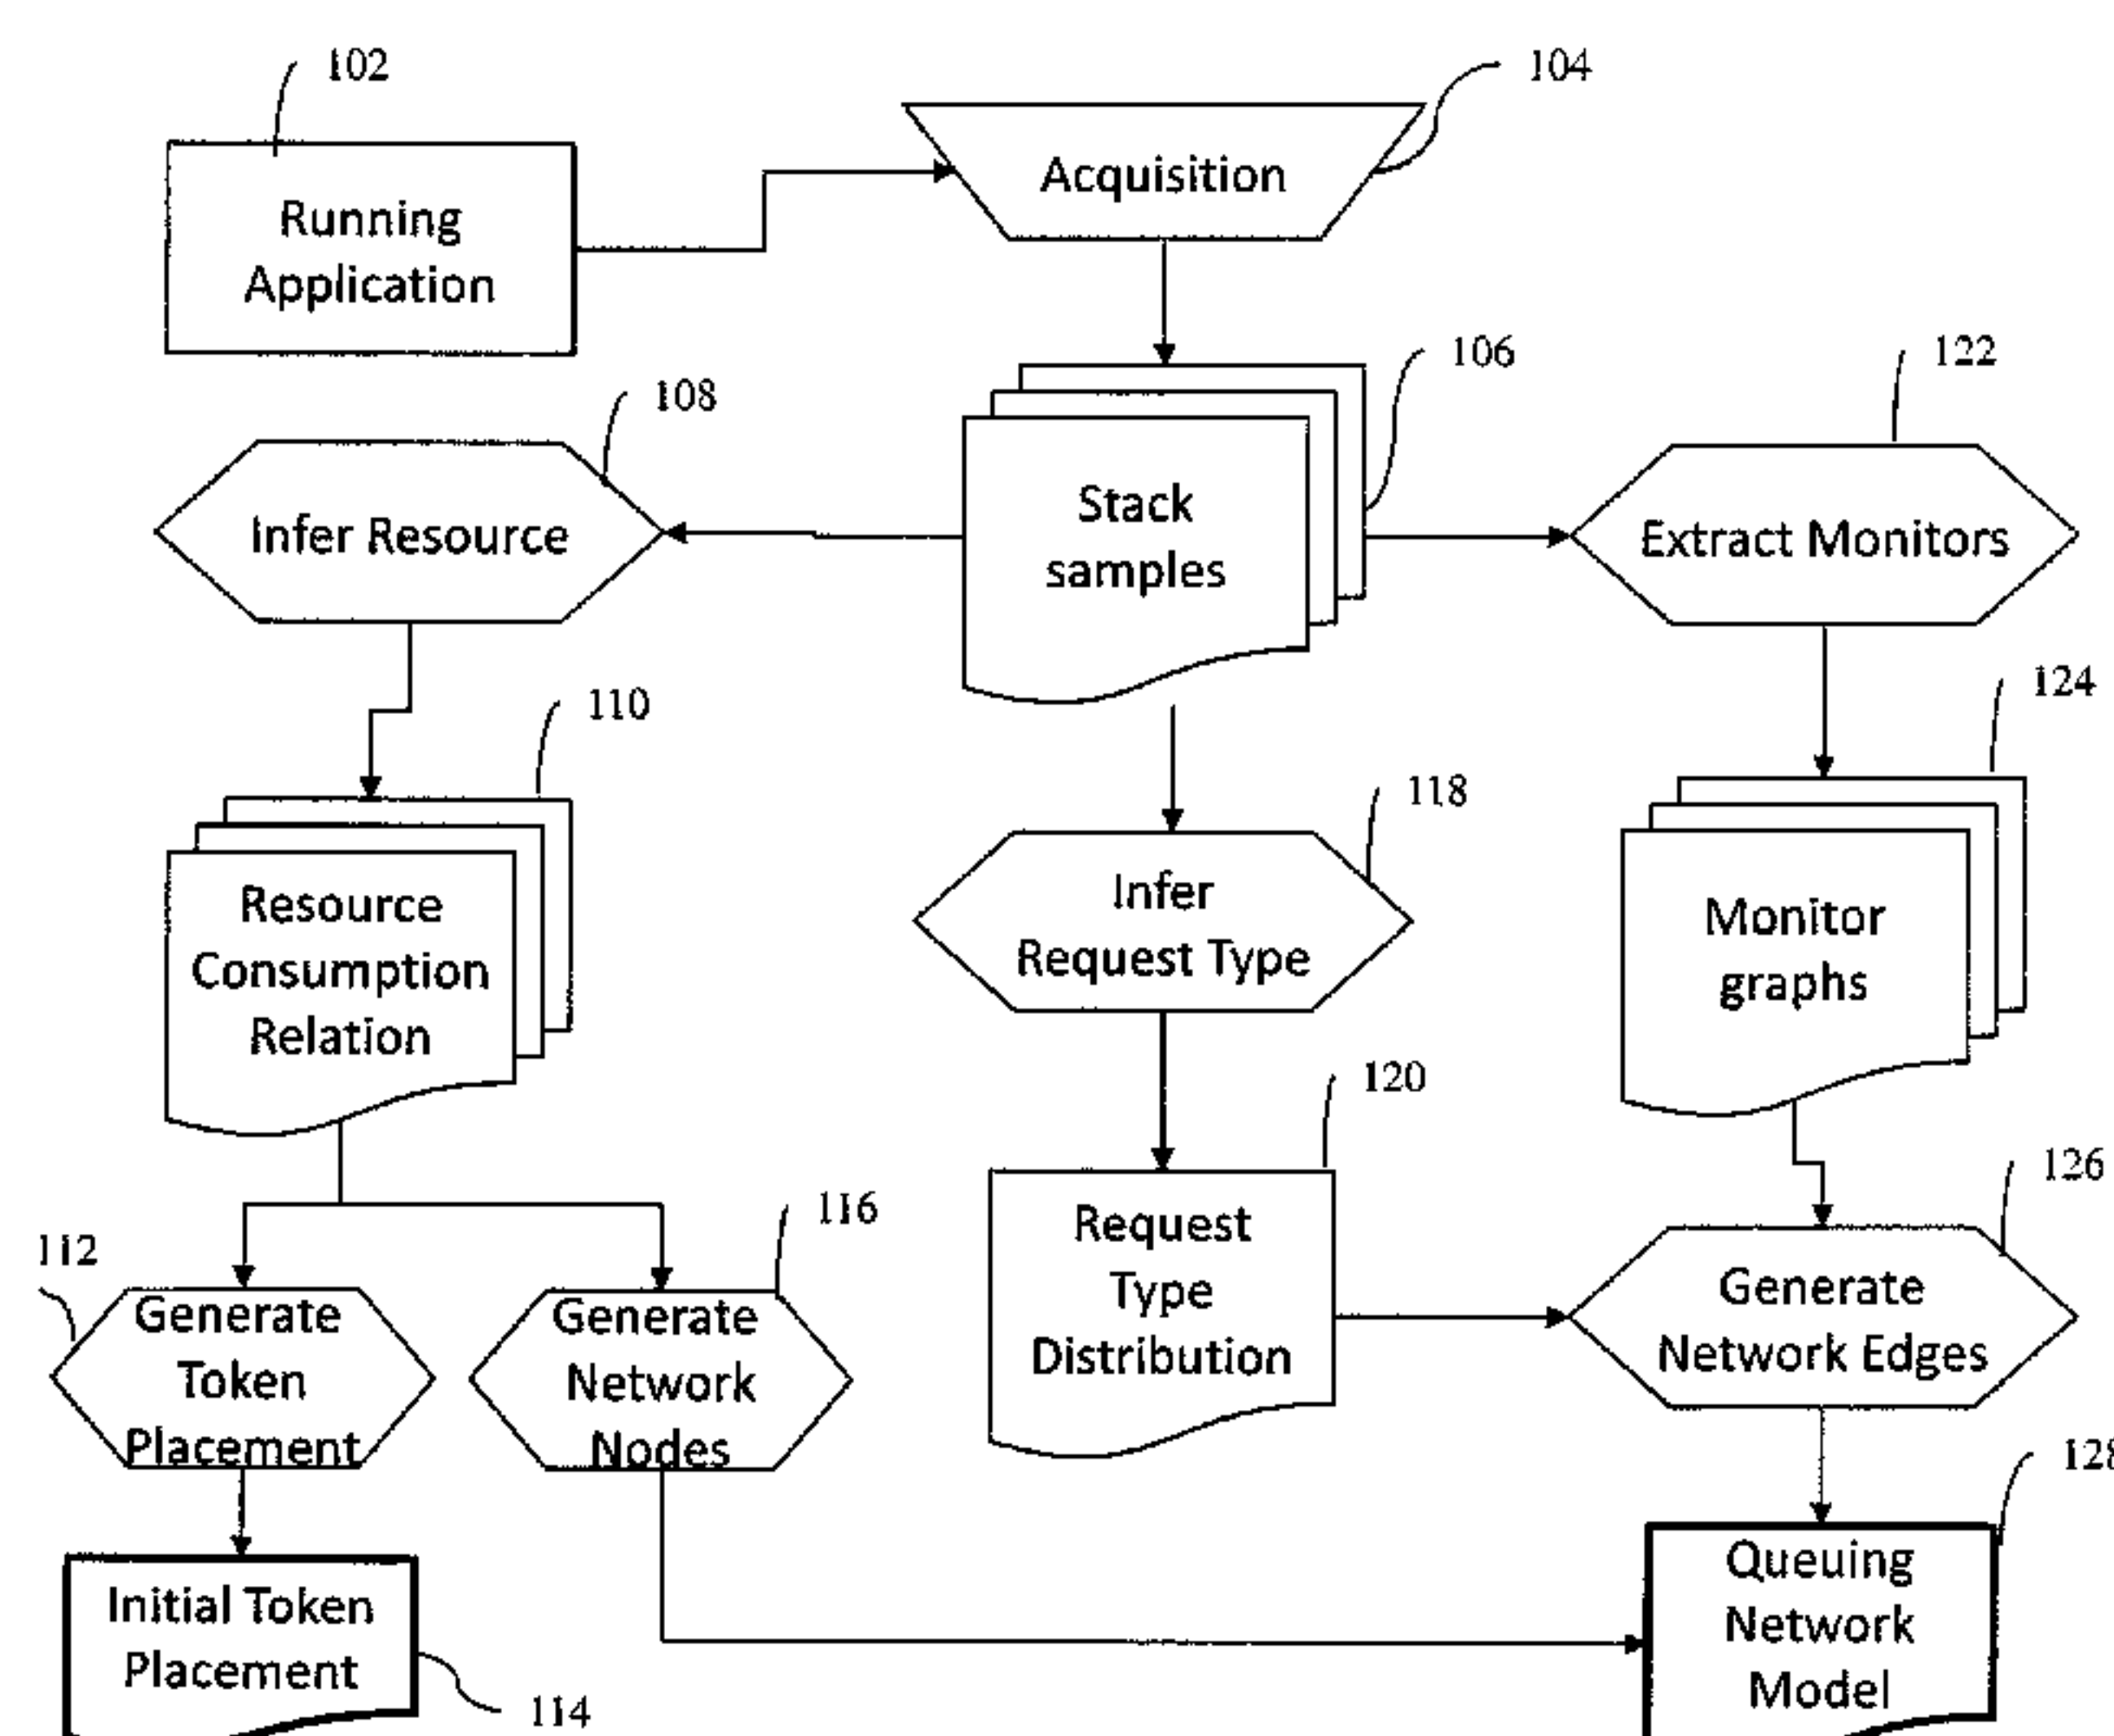 102
104
Running
Application
Acquisition
106
122
108
Infer Resource
Stack
samples
Extract Monitors
110
124
118
Resource
Consumption
Relation
Infer
Request Type
Monitor
graphs
120
126
116
112
Generate
Token
Placement
Generate
Network
Nodes
Request
Type
Distribution
Generate
Network Edges
128
Initial Token
Placement
114
Queuing
Network
Model